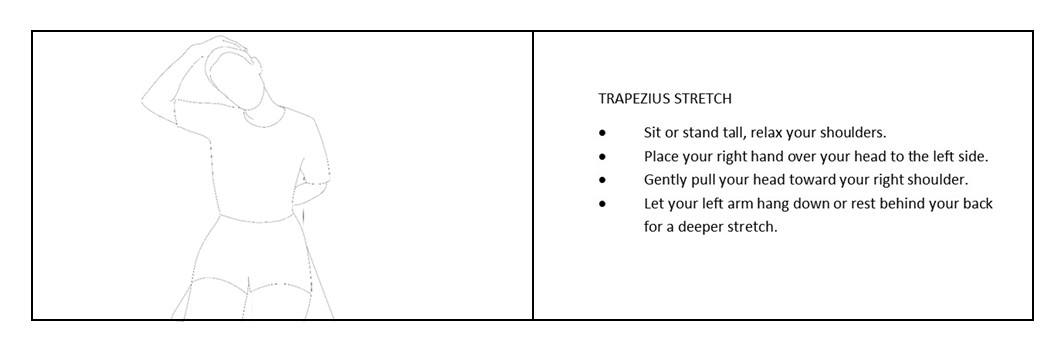 TRAPEZIUS STRETCH
• Sit or stand tall, relax your shoulders.
• Place your right hand over your head to the left side.
• Gently pull your head toward your right shoulder.
• Let your left arm hang down or rest behind your back
for a deeper stretch.